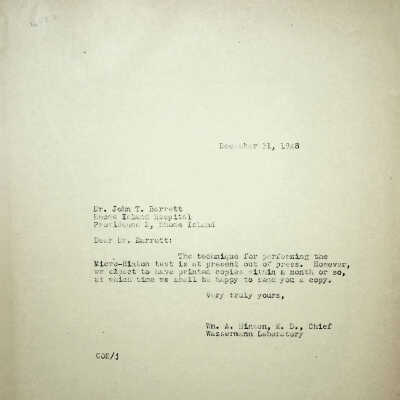 December 31, 1948
Dr. John T. Barrett
Rhode Island Hospital
Providence 2, Rhode Island
Dear Dr. Barrett:
The technique for performing the
Micro-Hinton test is at present out of press. However,
we expect to have printed copies within a month or so,
at which time we shall be happy to send you a copy.
Very truly yours,
Wm. A. Hinton, M. D., Chief
Wassermann Laboratory